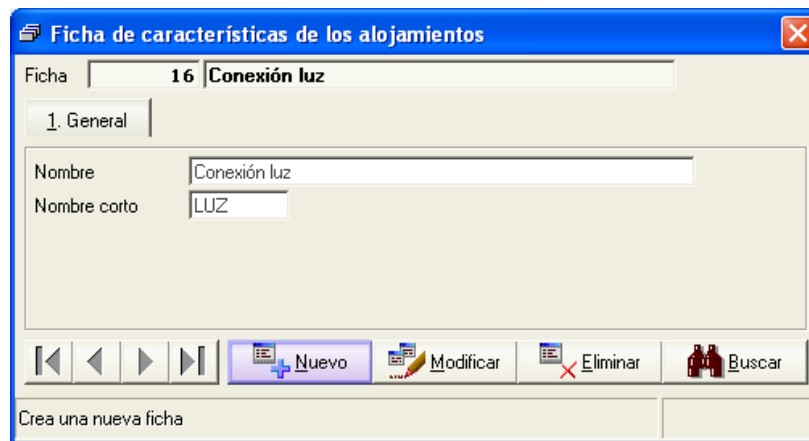 Ficha de características de los alojamientos
Ficha 16 Conexión luz
1. General
Nombre Conexión luz
Nombre corto LUZ
Nuevo Modificar Eliminar Buscar
Crea una nueva ficha